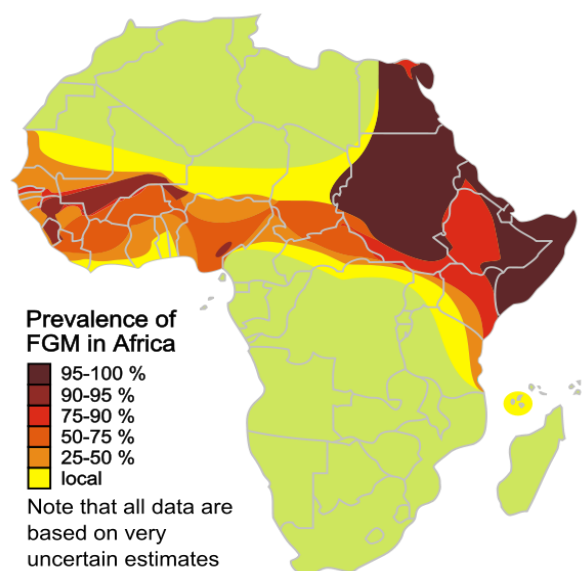 Prevalence of
FGM in Africa
95-100 %
90-95 %
75-90 %
50-75 %
25-50 %
local
Note that all data are
based on very
uncertain estimates